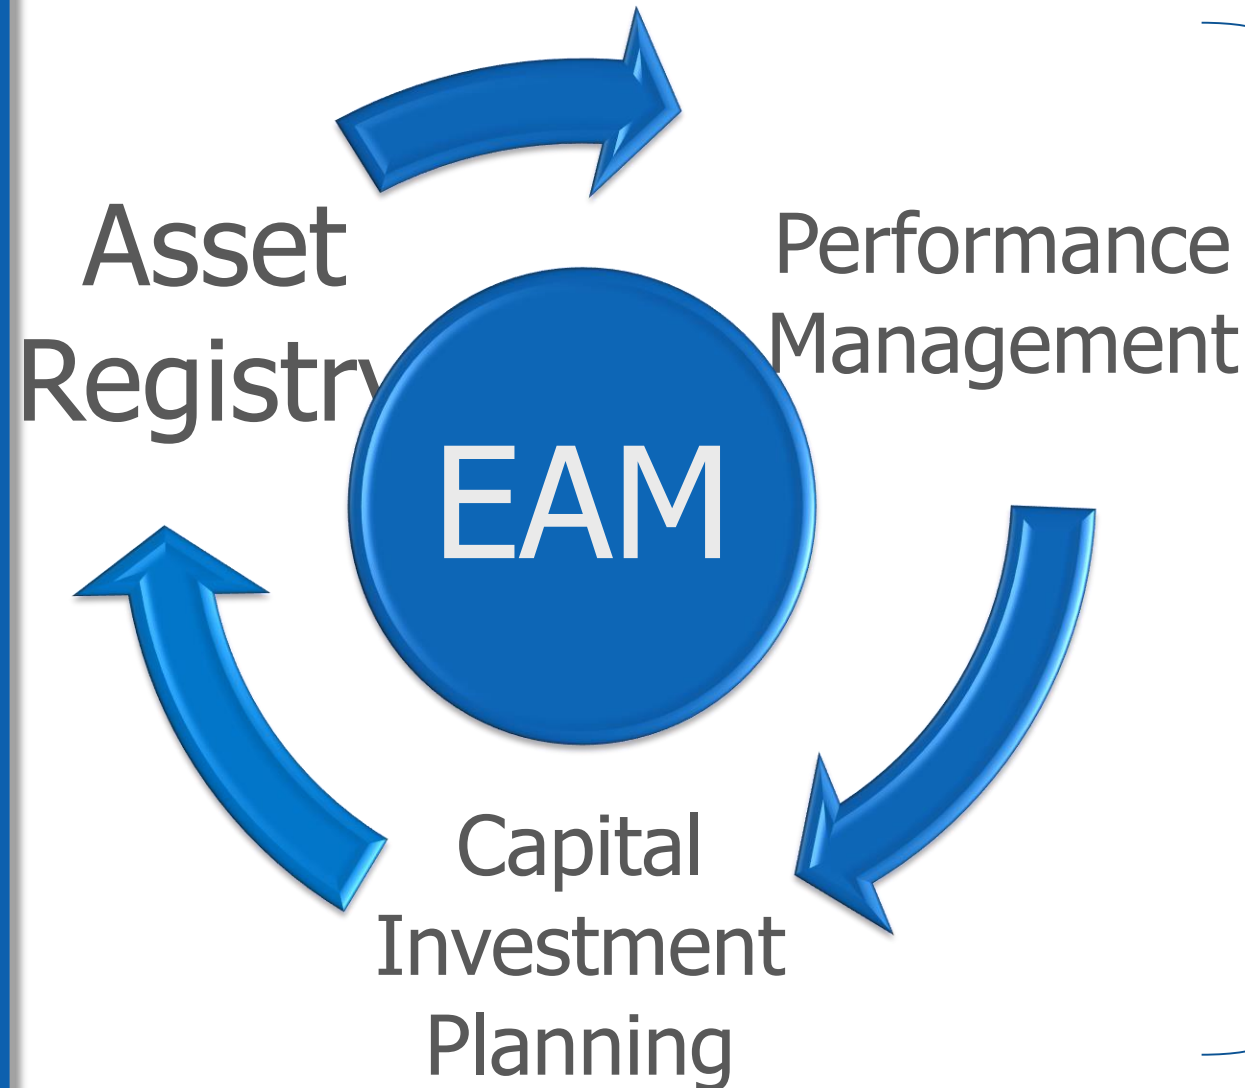 Asset
Registry
Performance
Management
EAM
Capital
Investment
Planning